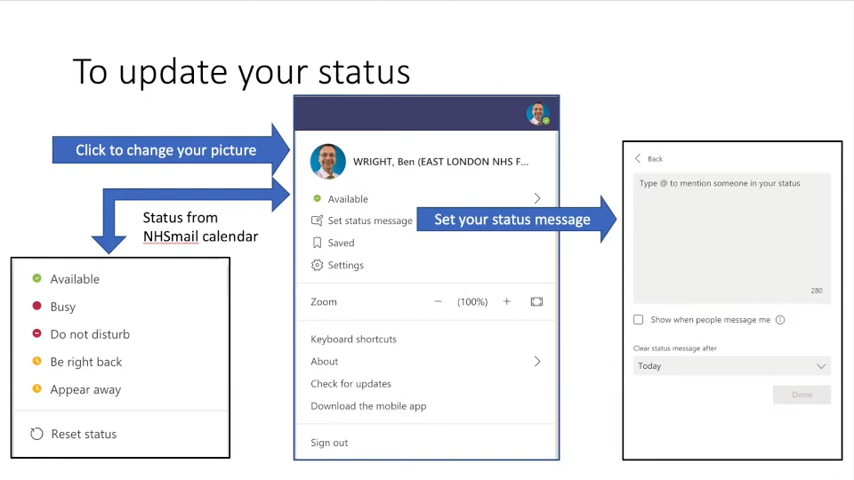 To update your status
Click to change your picture
Status from
NHSmail calendar
Available
Busy
Do not disturb
Be right back
Appear away
Reset status
WRIGHT, Ben (EAST LONDON NHS F...
Available
Set status message
Saved
Settings
Zoom
− (100%) +
Keyboard shortcuts
About
Check for updates
Download the mobile app
Sign out
Set your status message
Back
Type @ to mention someone in your status
280
Show when people message me
Clear status message after
Today
Done